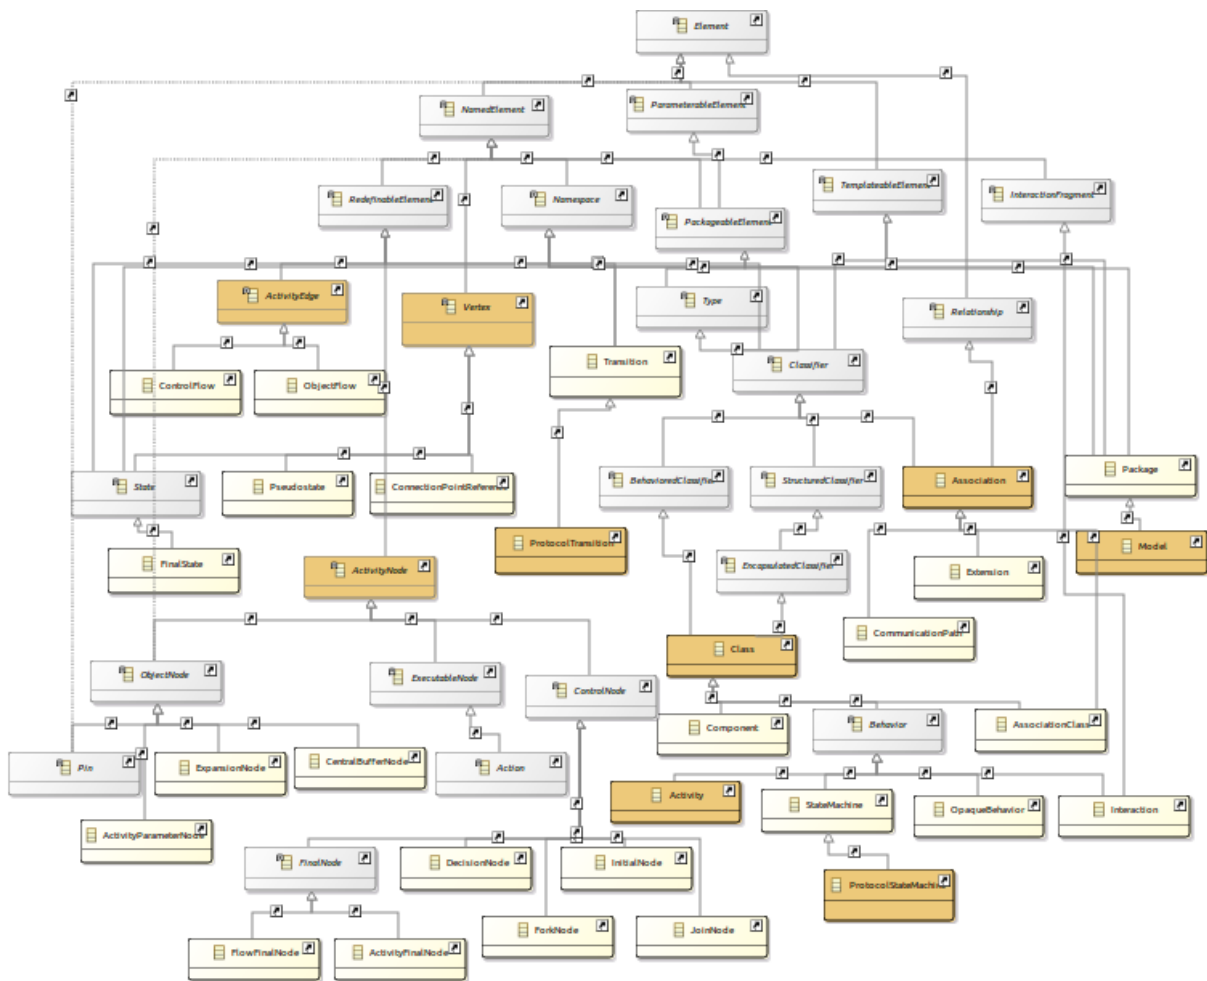 Element
NamedElement
ParameterableElement
RedefinableElement
Namespace
TemplateableElement
InteractionFragment
PackageableElement
ActivityEdge
Vertex
Type
Relationship
Transition
Classifier
ControlFlow
ObjectFlow
State
Pseudostate
ConnectionPointReference
BehavioredClassifier
StructuredClassifier
Association
Package
ProtocolTransition
Model
FinalState
ActivityNode
EncapsulatedClassifier
Extension
CommunicationPath
Class
ObjectNode
ExecutableNode
ControlNode
Component
Behavior
AssociationClass
Pin
ExpansionNode
CentralBufferNode
Action
Activity
StateMachine
OpaqueBehavior
Interaction
ActivityParameterNode
FinalNode
DecisionNode
InitialNode
ProtocolStateMachine
ForkNode
JoinNode
FlowFinalNode
ActivityFinalNode